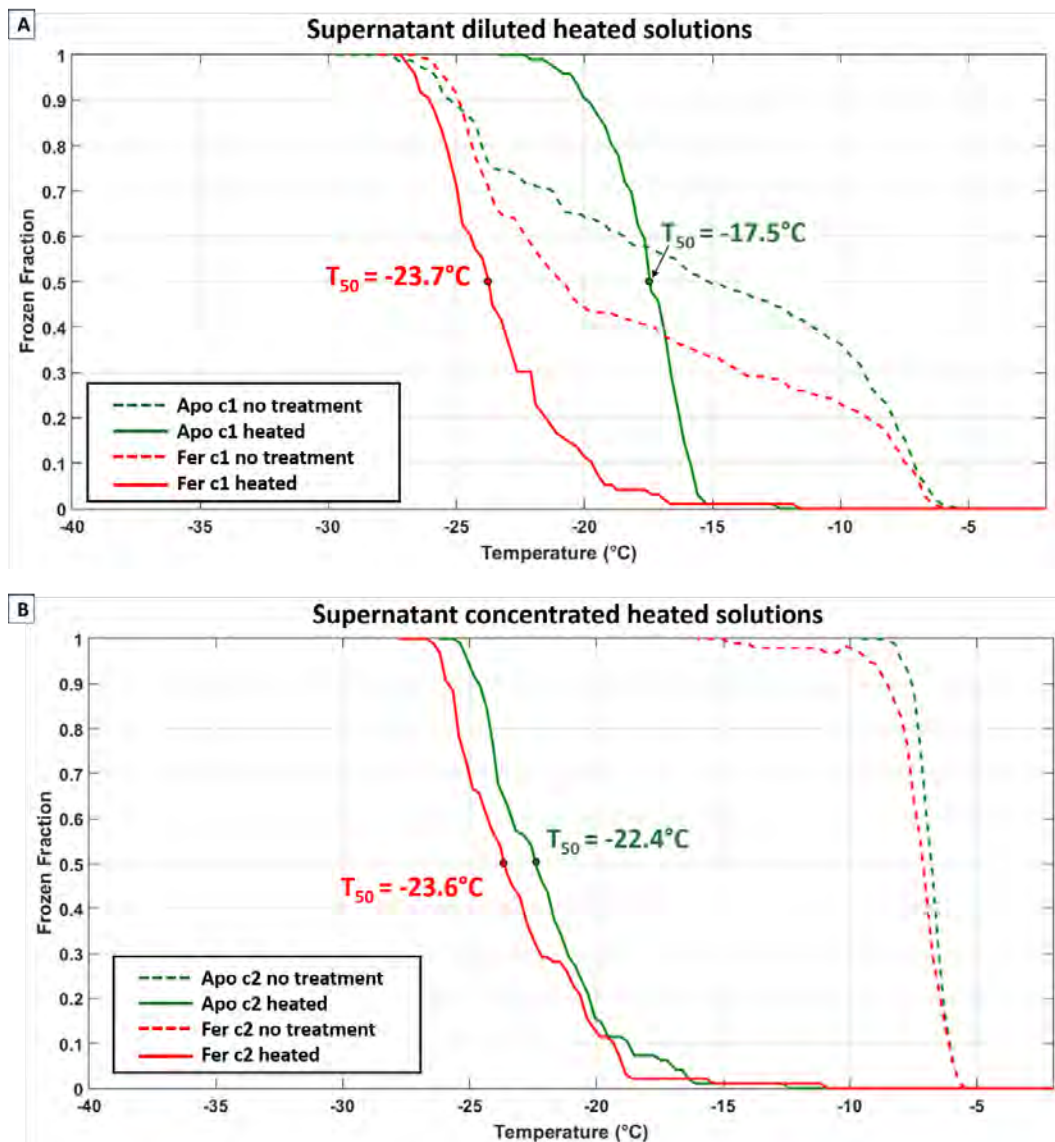 A
Supernatant diluted heated solutions
1
0.9
0.8
0.7
0.6
0.5
0.4
0.3
0.2
0.1
0
Frozen Fraction
T50 = -17.5°C
T50 = -23.7°C
Apo c1 no treatment
Apo c1 heated
Fer c1 no treatment
Fer c1 heated
-40 -35 -30 -25 -20 -15 -10 -5
Temperature (°C)
B
Supernatant concentrated heated solutions
1
0.9
0.8
0.7
0.6
0.5
0.4
0.3
0.2
0.1
0
Frozen Fraction
T50 = -22.4°C
T50 = -23.6°C
Apo c2 no treatment
Apo c2 heated
Fer c2 no treatment
Fer c2 heated
-40 -35 -30 -25 -20 -15 -10 -5
Temperature (°C)